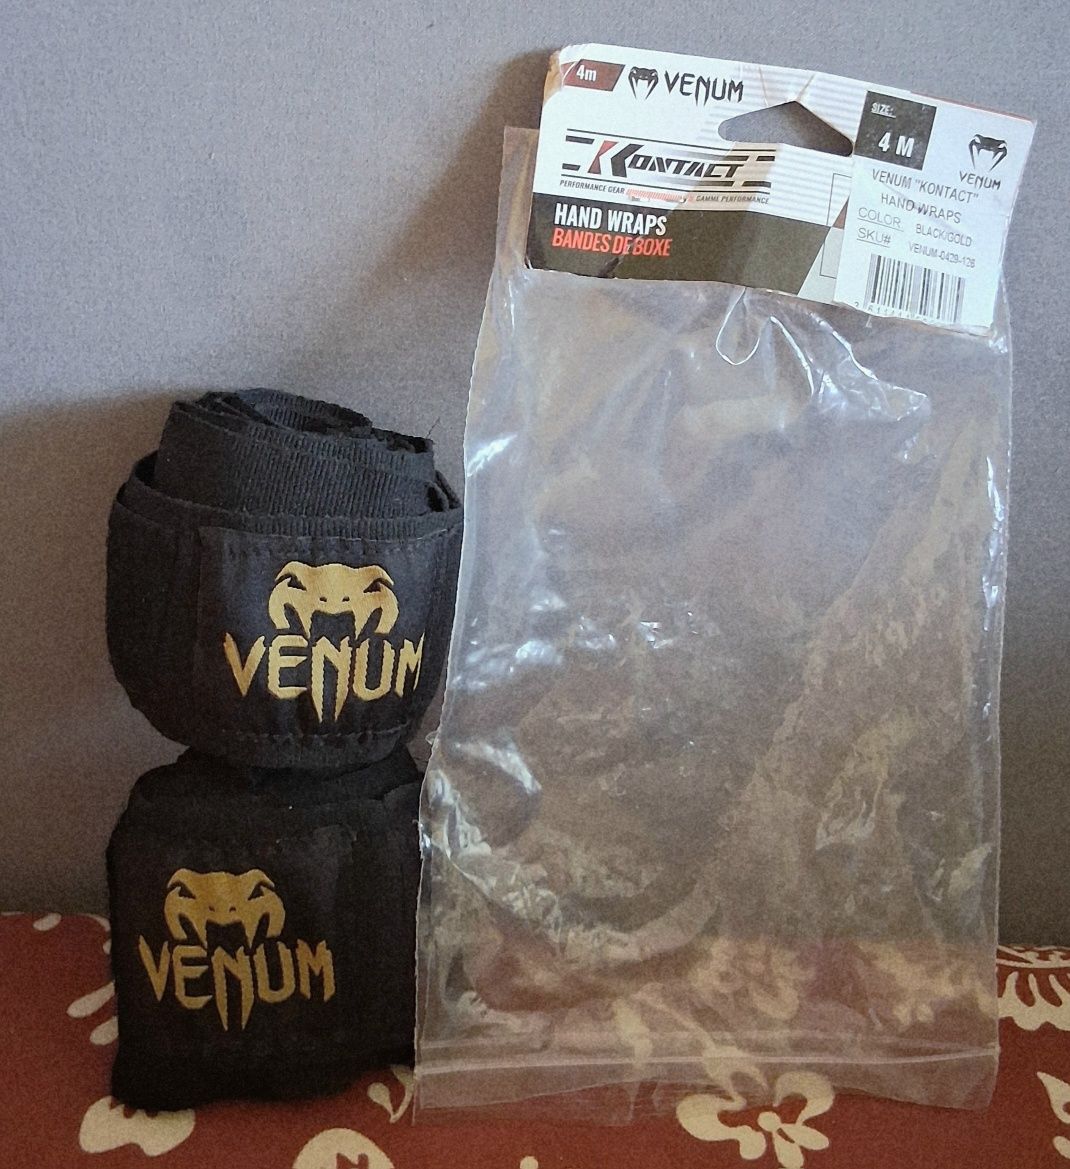 4m
VENUM
KONTACT
PERFORMANCE GEAR
GAMME PERFORMANCE
HAND WRAPS
BANDES DE BOXE
SIZE:
4 M
VENUM
VENUM "KONTACT"
HAND WRAPS
COLOR BLACK/GOLD
SKU# VENUM-0429-126
VENUM
VENUM